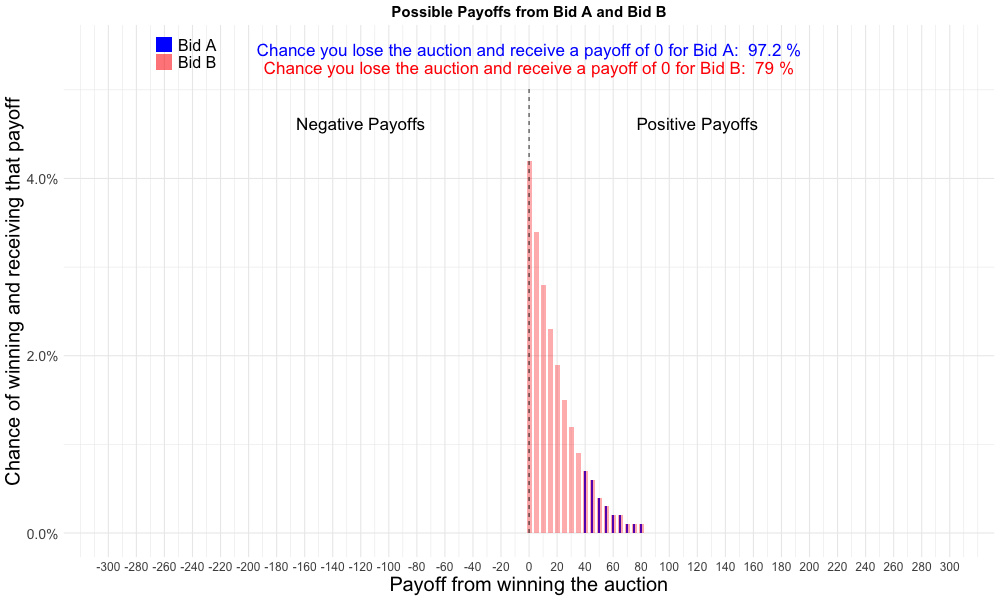 Possible Payoffs from Bid A and Bid B
Bid A
Bid B
Chance you lose the auction and receive a payoff of 0 for Bid A:  97.2 %
Chance you lose the auction and receive a payoff of 0 for Bid B:  79 %
Negative Payoffs
Positive Payoffs
Chance of winning and receiving that payoff
4.0%
2.0%
0.0%
-300 -280 -260 -240 -220 -200 -180 -160 -140 -120 -100 -80 -60 -40 -20 0 20 40 60 80 100 120 140 160 180 200 220 240 260 280 300
Payoff from winning the auction